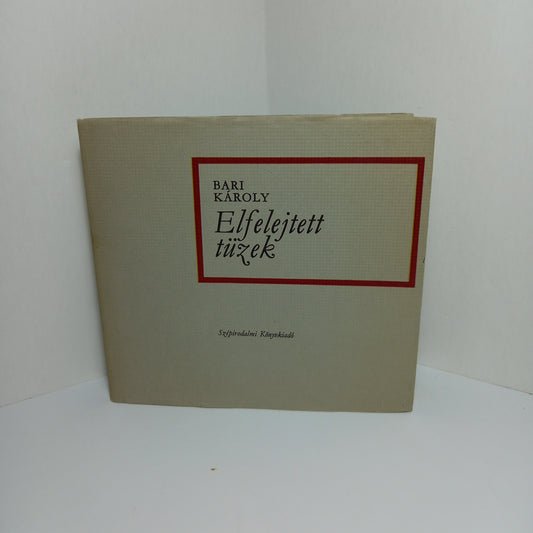 BARI
KÁROLY
Elfelejtett
tüzek
Szépirodalmi Könyvkiadó